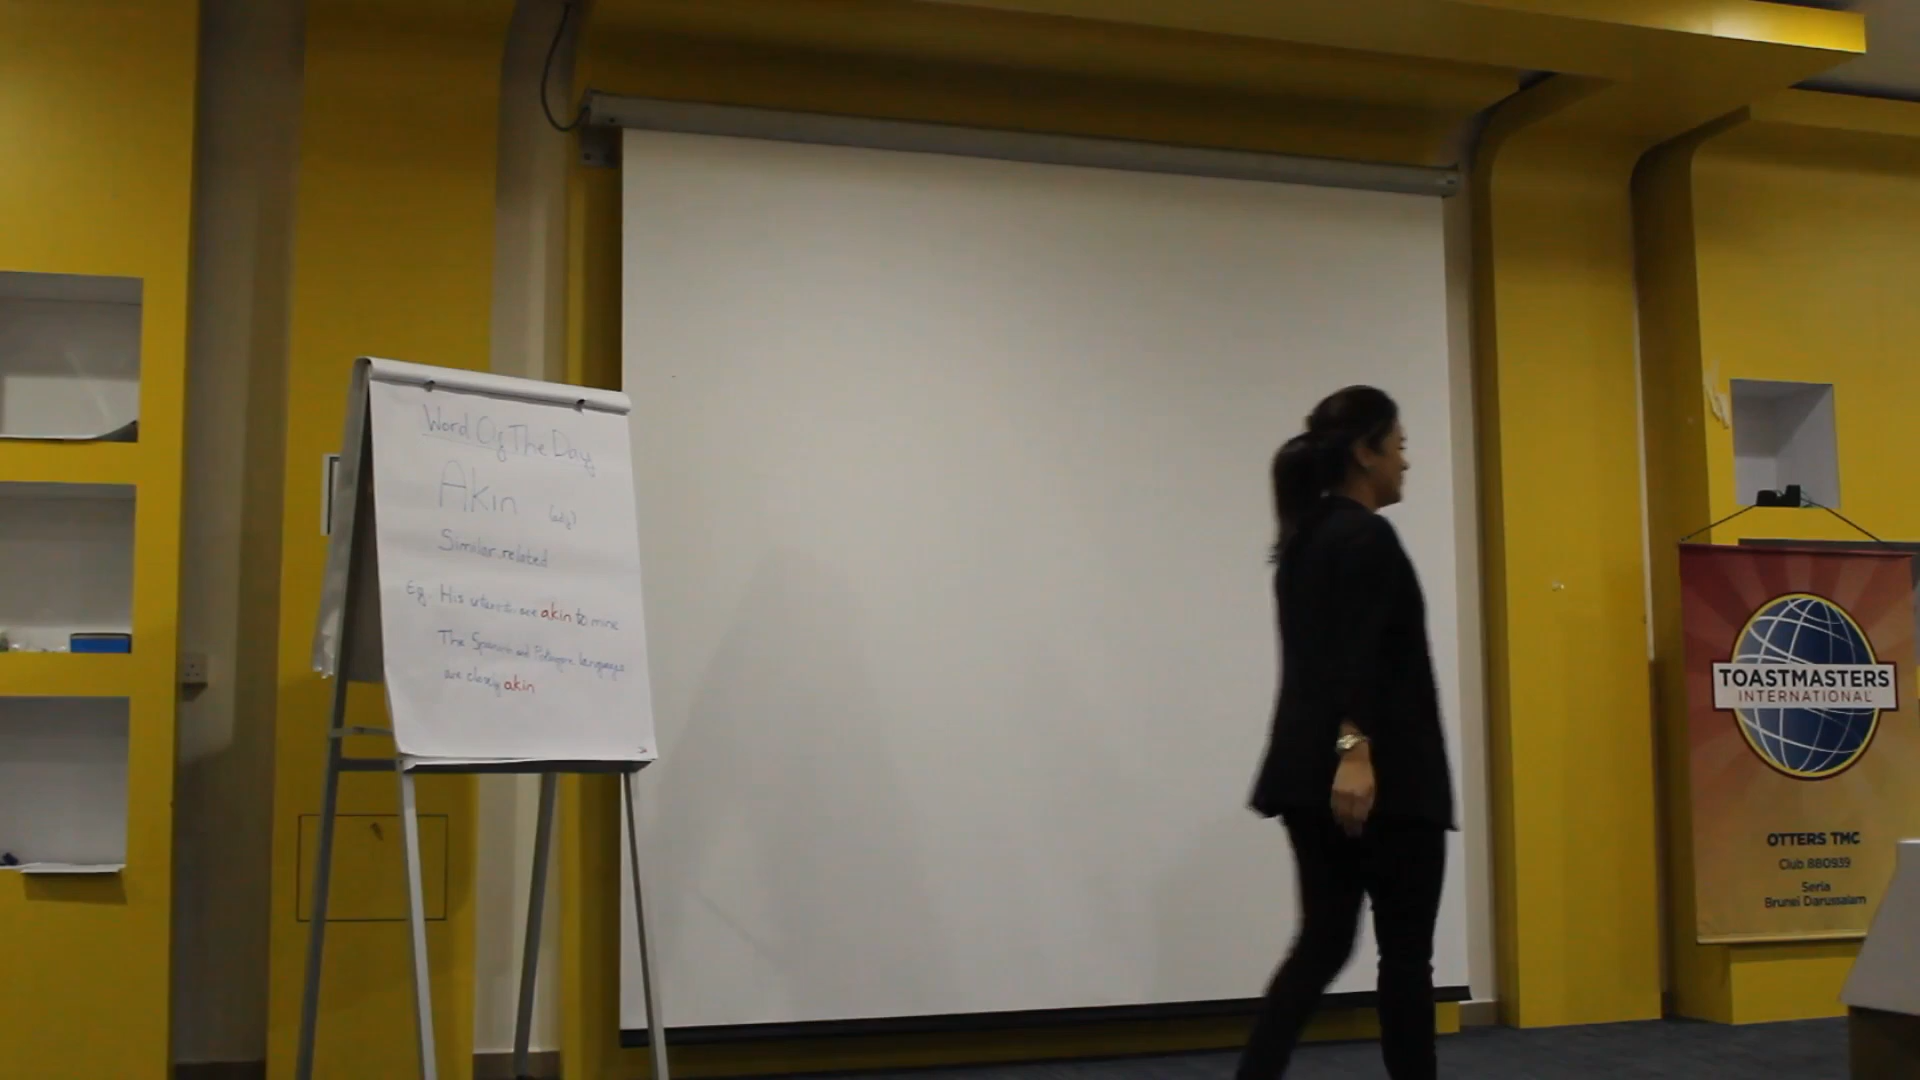 Word Of The Day
Akin (adj)
Similar, related
Eg. His interests are akin to mine
The Spanish and languages
are closely akin
TOASTMASTERS
INTERNATIONAL
OTTERS TMC
Club 880939
Seria
Brunei Darussalam